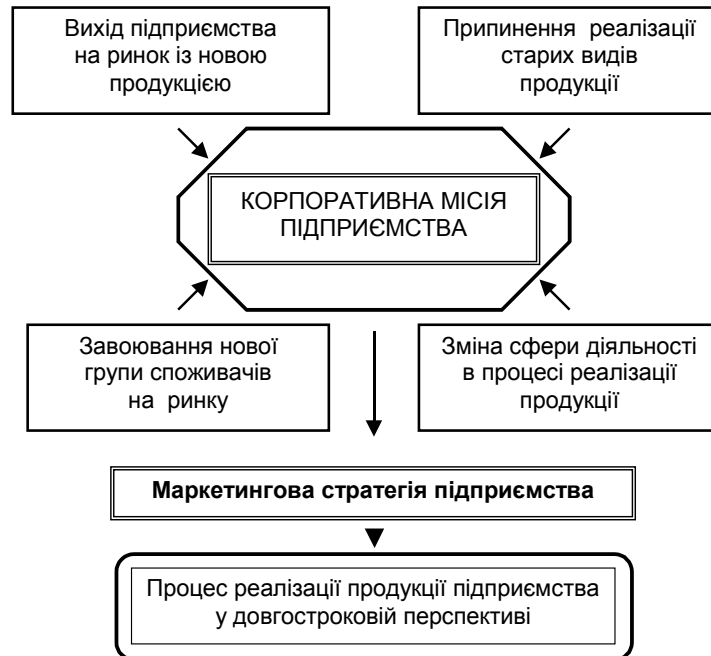 Вихід підприємства
на ринок із новою
продукцією
Припинення реалізації
старих видів
продукції
КОРПОРАТИВНА МІСІЯ
ПІДПРИЄМСТВА
Завоювання нової
групи споживачів
на ринку
Зміна сфери діяльності
в процесі реалізації
продукції
Маркетингова стратегія підприємства
Процес реалізації продукції підприємства
у довгостроковій перспективі